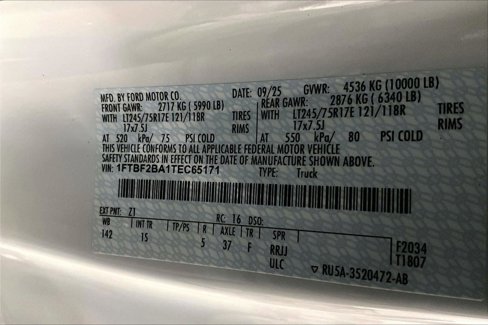 MFD. BY FORD MOTOR CO. DATE: 09/25 GVWR: 4536 KG (10000 LB)
FRONT GAWR: 2717 KG ( 5990 LB) REAR GAWR: 2876 KG ( 6340 LB)
WITH LT245/75R17E 121/118R TIRES WITH LT245/75R17E 121/118R TIRES
17x7.5J RIMS 17x7.5J RIMS
AT 520 kPa/ 75 PSI COLD AT 550 kPa/ 80 PSI COLD
THIS VEHICLE CONFORMS TO ALL APPLICABLE FEDERAL MOTOR VEHICLE
SAFETY STANDARDS IN EFFECT ON THE DATE OF MANUFACTURE SHOWN ABOVE.
VIN: 1FTBF2BA1TEC65171 TYPE: Truck
EXT PNT: Z1 RC: 16 DSO:
WB INT TR TP/PS R AXLE TR SPR F2034
142 15 5 37 F RRJJ T1807
ULC ▽ RU5A-3520472-AB